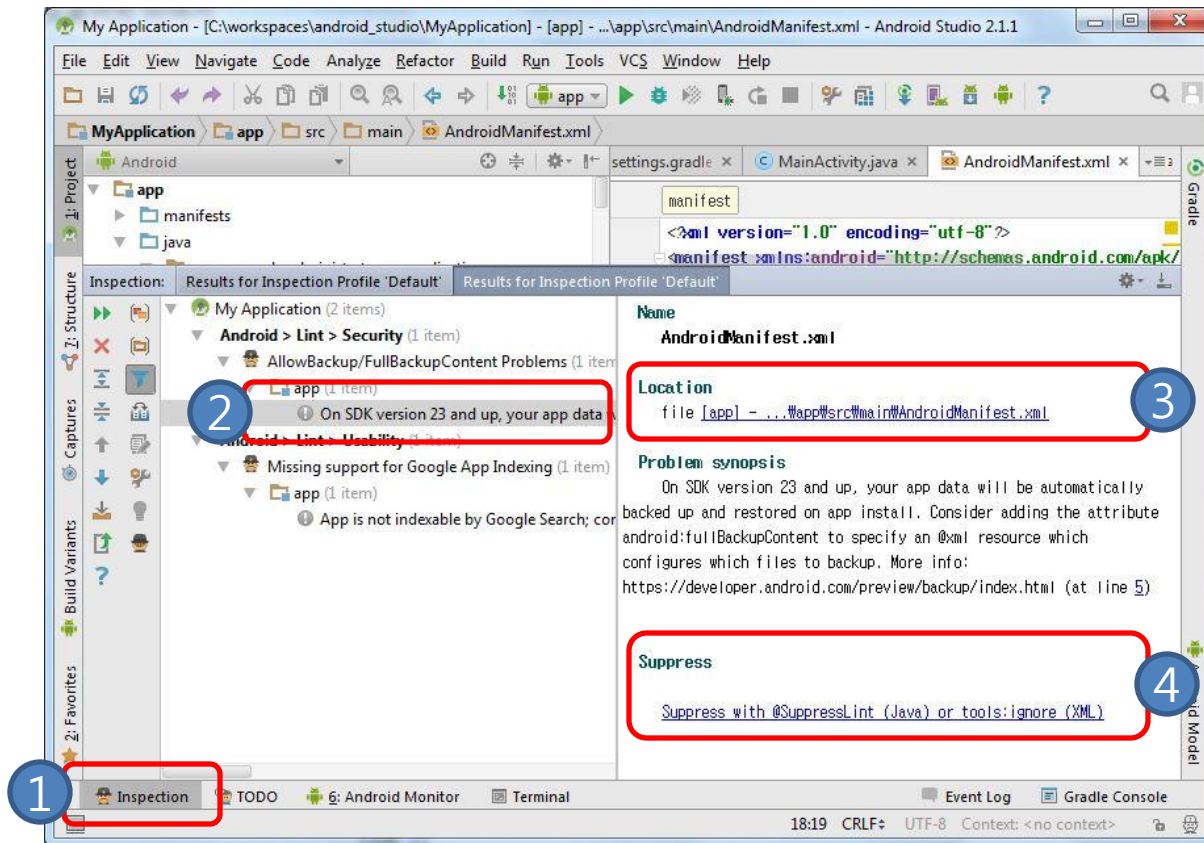 My Application - [C:\workspaces\android_studio\MyApplication] - [app] - ...\app\src\main\AndroidManifest.xml - Android Studio 2.1.1
File Edit View Navigate Code Analyze Refactor Build Run Tools VCS Window Help
app
MyApplication app src main AndroidManifest.xml
1: Project
Android
settings.gradle MainActivity.java AndroidManifest.xml
Gradle
app
manifests
java
manifest
<?xml version="1.0" encoding="utf-8"?>
<manifest xmlns:android="http://schemas.android.com/apk/
7: Structure
Inspection: Results for Inspection Profile 'Default' Results for Inspection Profile 'Default'
My Application (2 items)
Android > Lint > Security (1 item)
AllowBackup/FullBackupContent Problems (1 item
app (1 item)
On SDK version 23 and up, your app data
Android > Lint > Usability (1 item)
Missing support for Google App Indexing (1 item)
app (1 item)
App is not indexable by Google Search; cor
2
Name
AndroidManifest.xml
Location
file [app] - ...₩app₩src₩main₩AndroidManifest.xml
3
Problem synopsis
On SDK version 23 and up, your app data will be automatically
backed up and restored on app install. Consider adding the attribute
android:fullBackupContent to specify an @xml resource which
configures which files to backup. More info:
https://developer.android.com/preview/backup/index.html (at line 5)
Suppress
Suppress with @SuppressLint (Java) or tools:ignore (XML)
4
Captures
Build Variants
2: Favorites
Model
1
Inspection TODO 6: Android Monitor Terminal Event Log Gradle Console
18:19 CRLF UTF-8 Context: <no context>